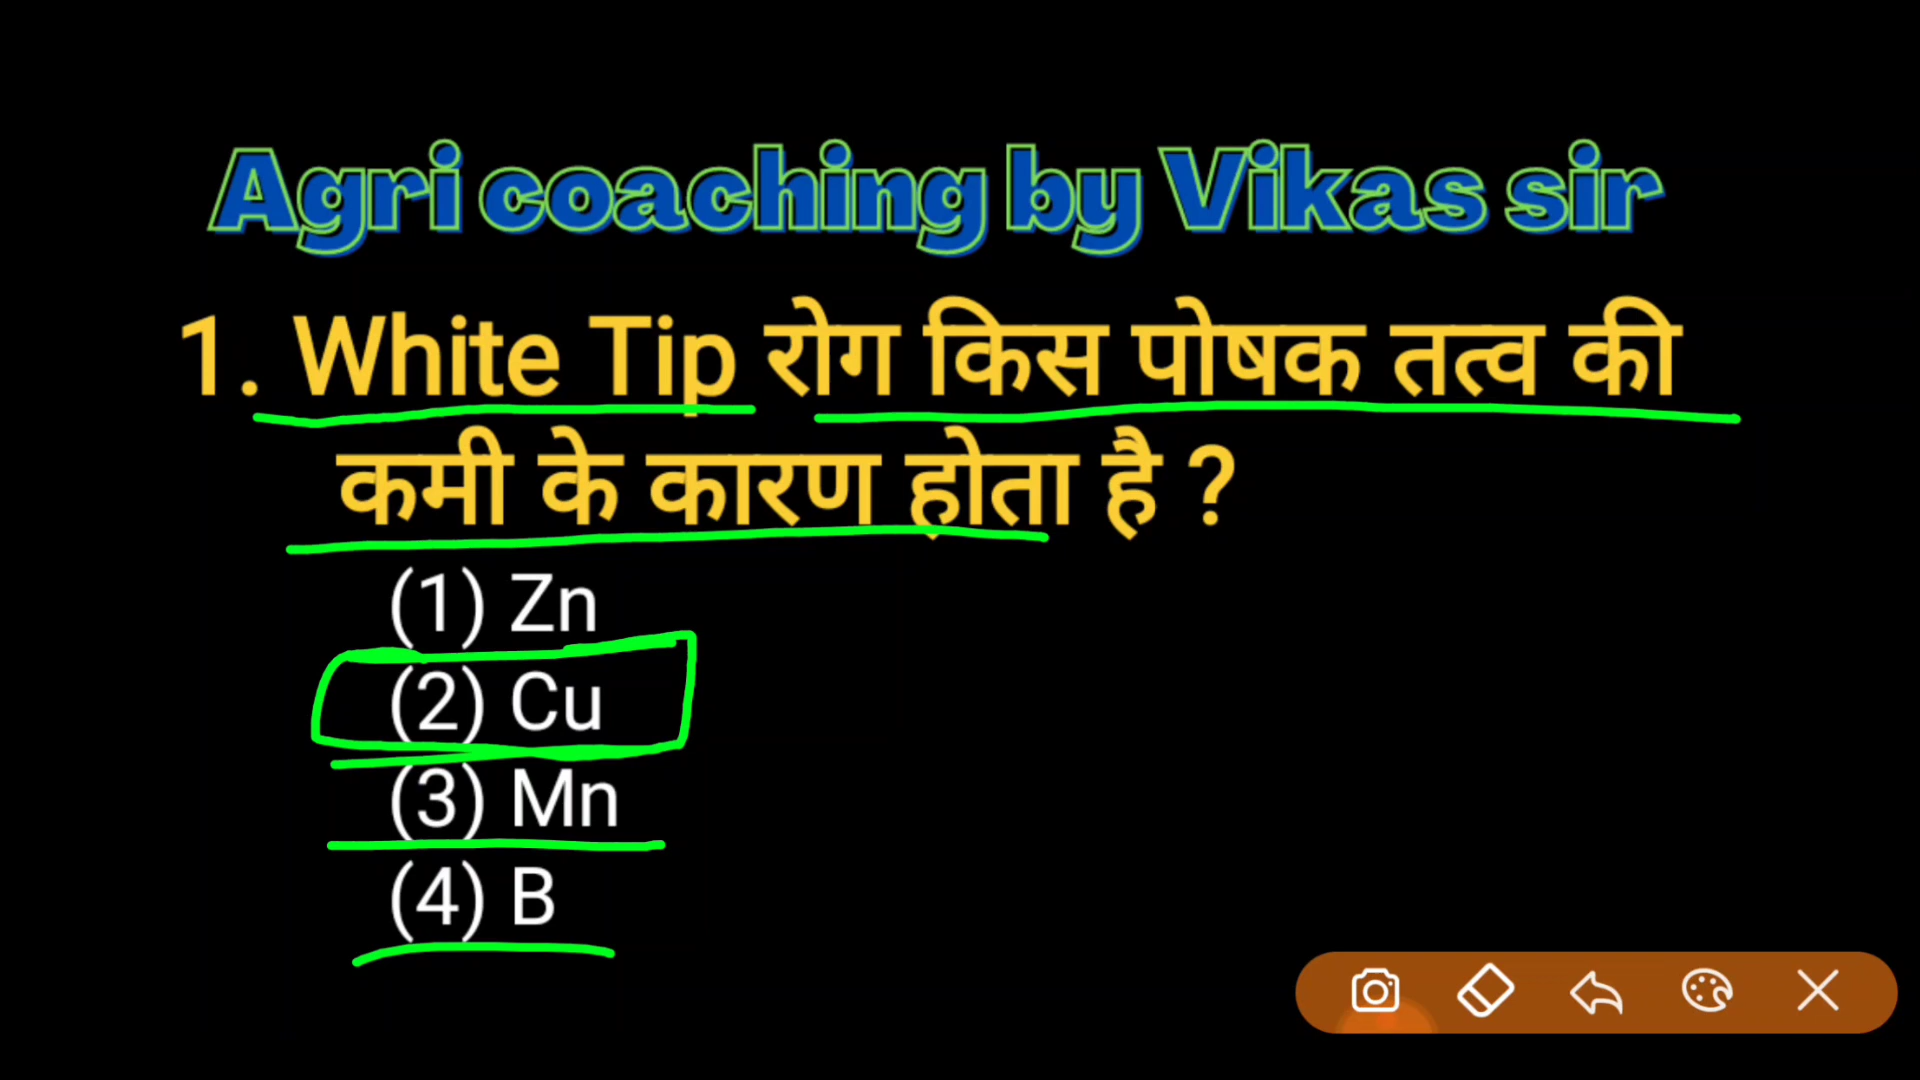 Agri coaching by Vikas sir
1. White Tip रोग किस पोषक तत्व की
कमी के कारण होता है ?
(1) Zn
(2) Cu
(3) Mn
(4) B